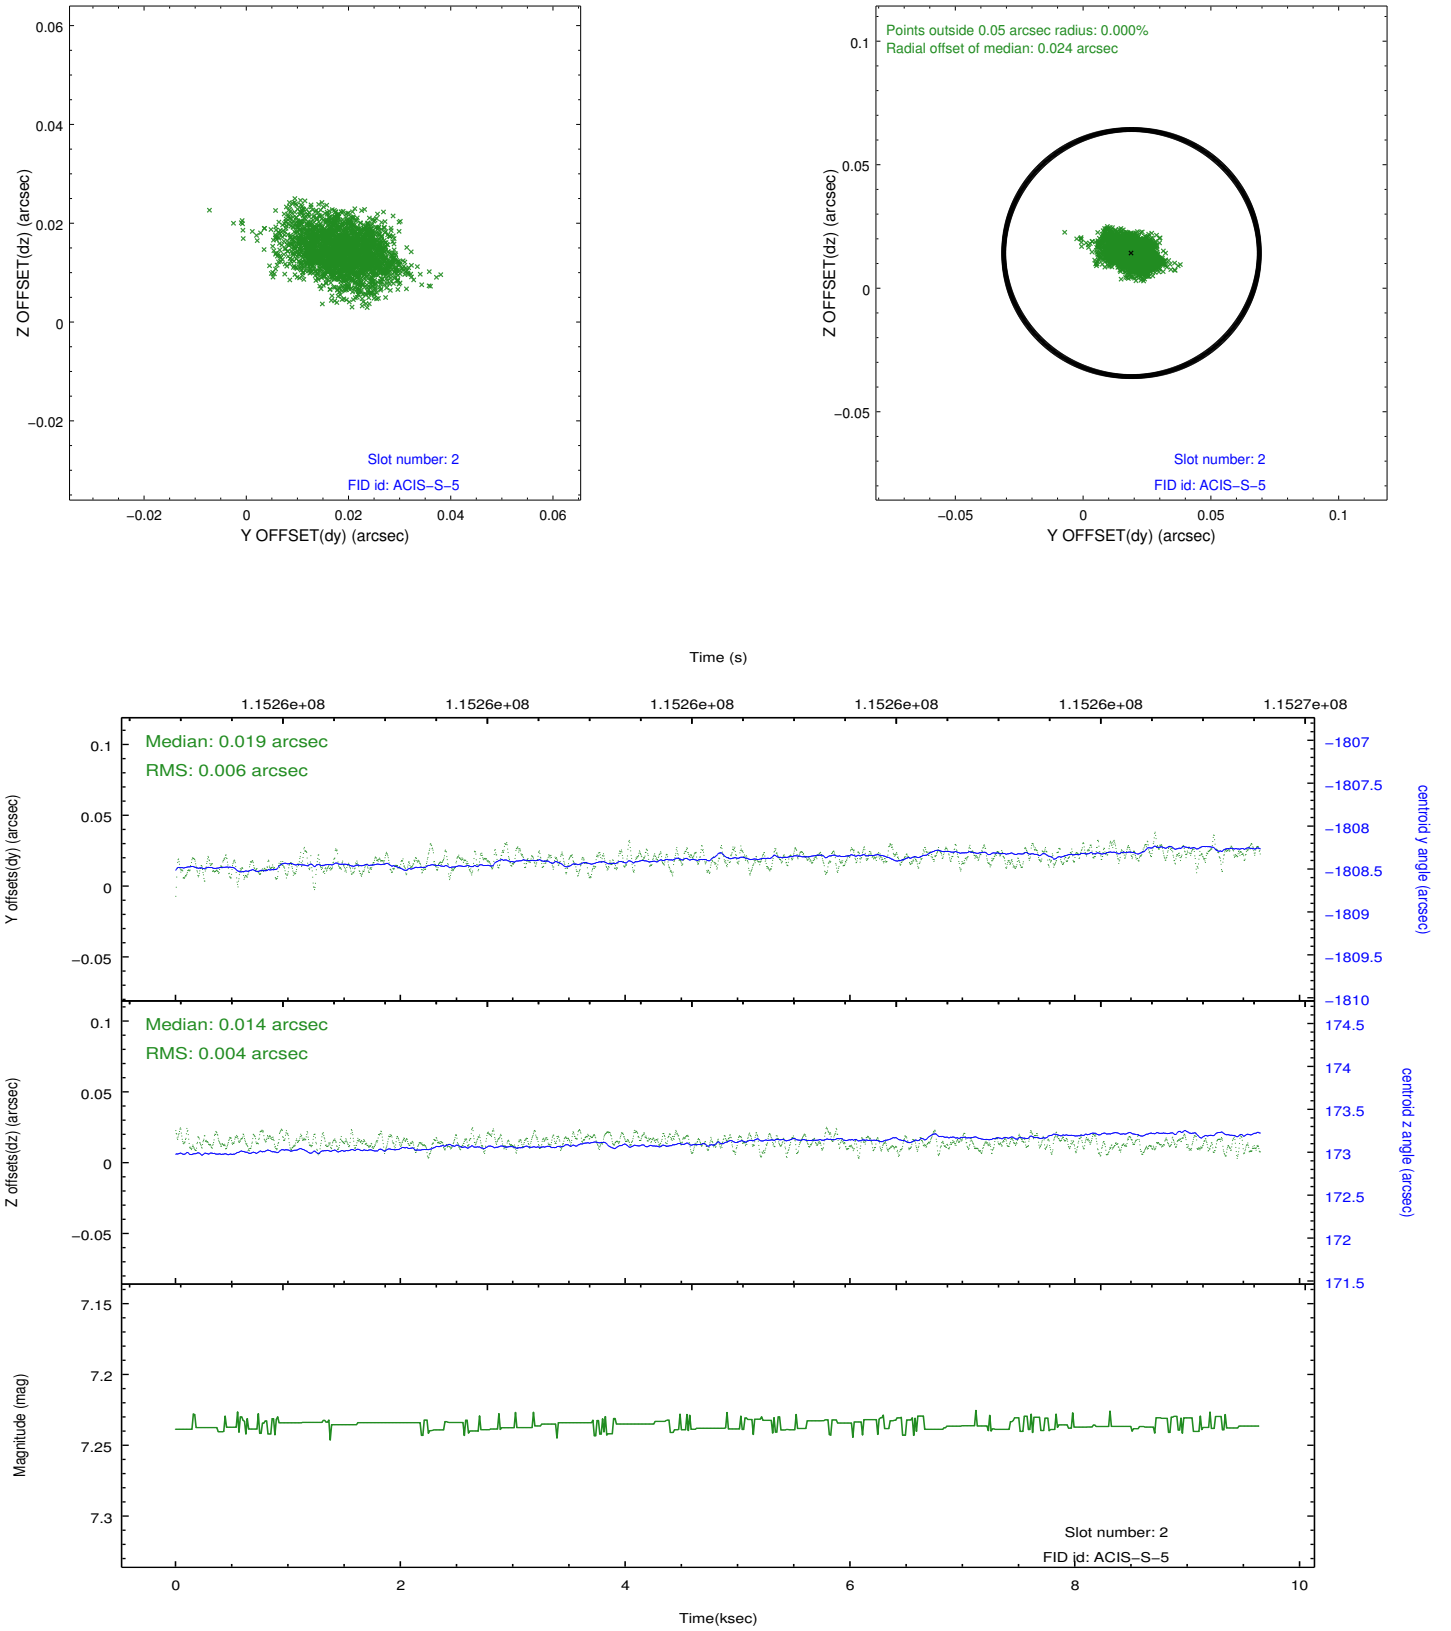 0.06
0.04
0.02
0
−0.02
Z OFFSET(dz) (arcsec)
Slot number: 2
FID id: ACIS−S−5
−0.02 0 0.02 0.04 0.06
Y OFFSET(dy) (arcsec)
Points outside 0.05 arcsec radius: 0.000%
Radial offset of median: 0.024 arcsec
0.1
0.05
0
−0.05
Z OFFSET(dz) (arcsec)
Slot number: 2
FID id: ACIS−S−5
−0.05 0 0.05 0.1
Y OFFSET(dy) (arcsec)
Time (s)
1.1526e+08 1.1526e+08 1.1526e+08 1.1526e+08 1.1526e+08 1.1527e+08
Median: 0.019 arcsec
RMS: 0.006 arcsec
0.1
0.05
0
−0.05
Y offsets(dy) (arcsec)
−1807
−1807.5
−1808
−1808.5
−1809
−1809.5
−1810
centroid y angle (arcsec)
Median: 0.014 arcsec
RMS: 0.004 arcsec
0.1
0.05
0
−0.05
Z offsets(dz) (arcsec)
174.5
174
173.5
173
172.5
172
171.5
centroid z angle (arcsec)
7.15
7.2
7.25
7.3
Magnitude (mag)
Slot number: 2
FID id: ACIS−S−5
0 2 4 6 8 10
Time(ksec)